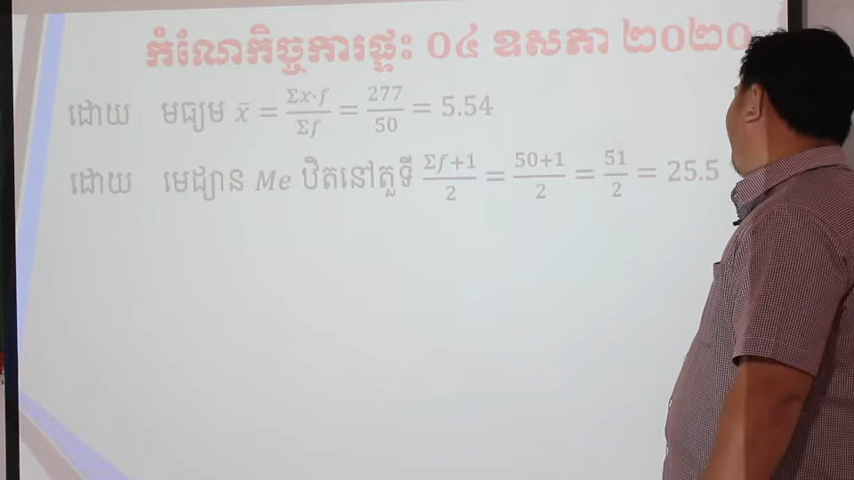 កំណែកិច្ចការផ្ទះ ០៤ ឧសភា ២០២០
ដោយ មធ្យម x̄ = Σx·f/Σf = 277/50 = 5.54
ដោយ មេដ្យាន Me ឋិតនៅតួទី Σf+1/2 = 50+1/2 = 51/2 = 25.5